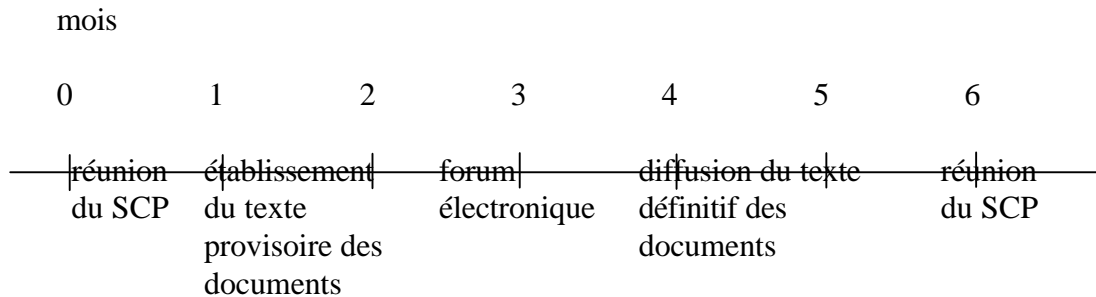 mois
0 1 2 3 4 5 6
réunion établissement forum diffusion du texte réunion
du SCP du texte électronique définitif des du SCP
provisoire des documents
documents